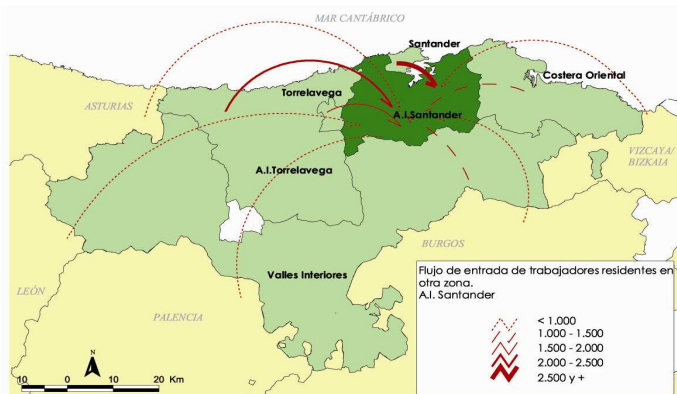 MAR CANTÁBRICO
Santander
Costera Oriental
Torrelavega
ASTURIAS
A.I.Santander
VIZCAYA/
BIZKAIA
A.I.Torrelavega
BURGOS
Valles Interiores
LEÓN
PALENCIA
Flujo de entrada de trabajadores residentes en
otra zona.
A.I. Santander
< 1.000
1.000 - 1.500
1.500 - 2.000
2.000 - 2.500
2.500 y +
N
10 0 10 20 Km